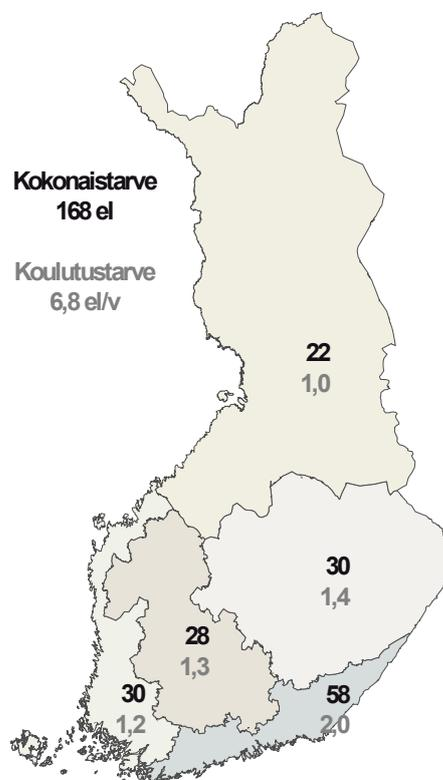 Kokonaistarve
168 el
Koulutustarve
6,8 el/v
22
1,0
30
1,4
28
1,3
30
1,2
58
2,0